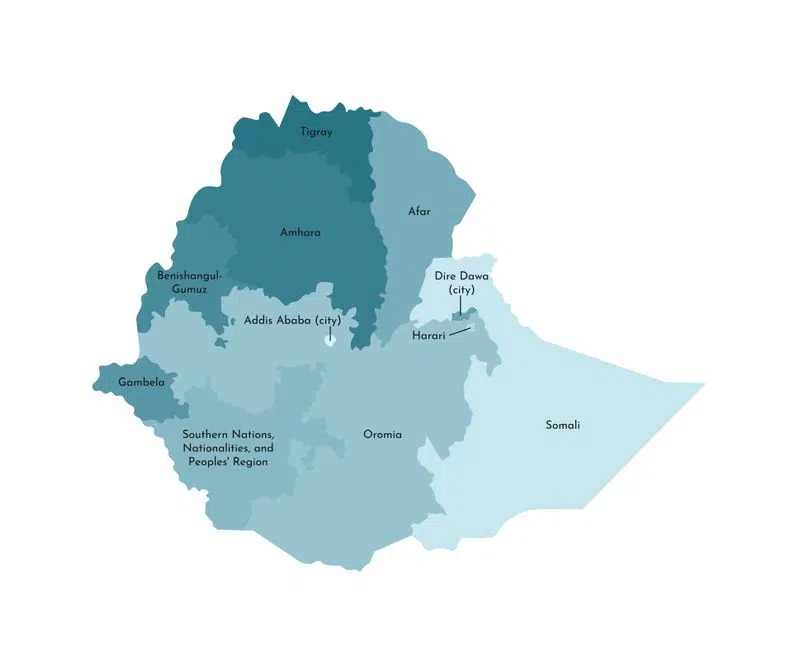 Tigray
Afar
Amhara
Benishangul-
Gumuz
Dire Dawa
(city)
Addis Ababa (city)
Harari
Gambela
Southern Nations,
Nationalities, and
Peoples' Region
Oromia
Somali